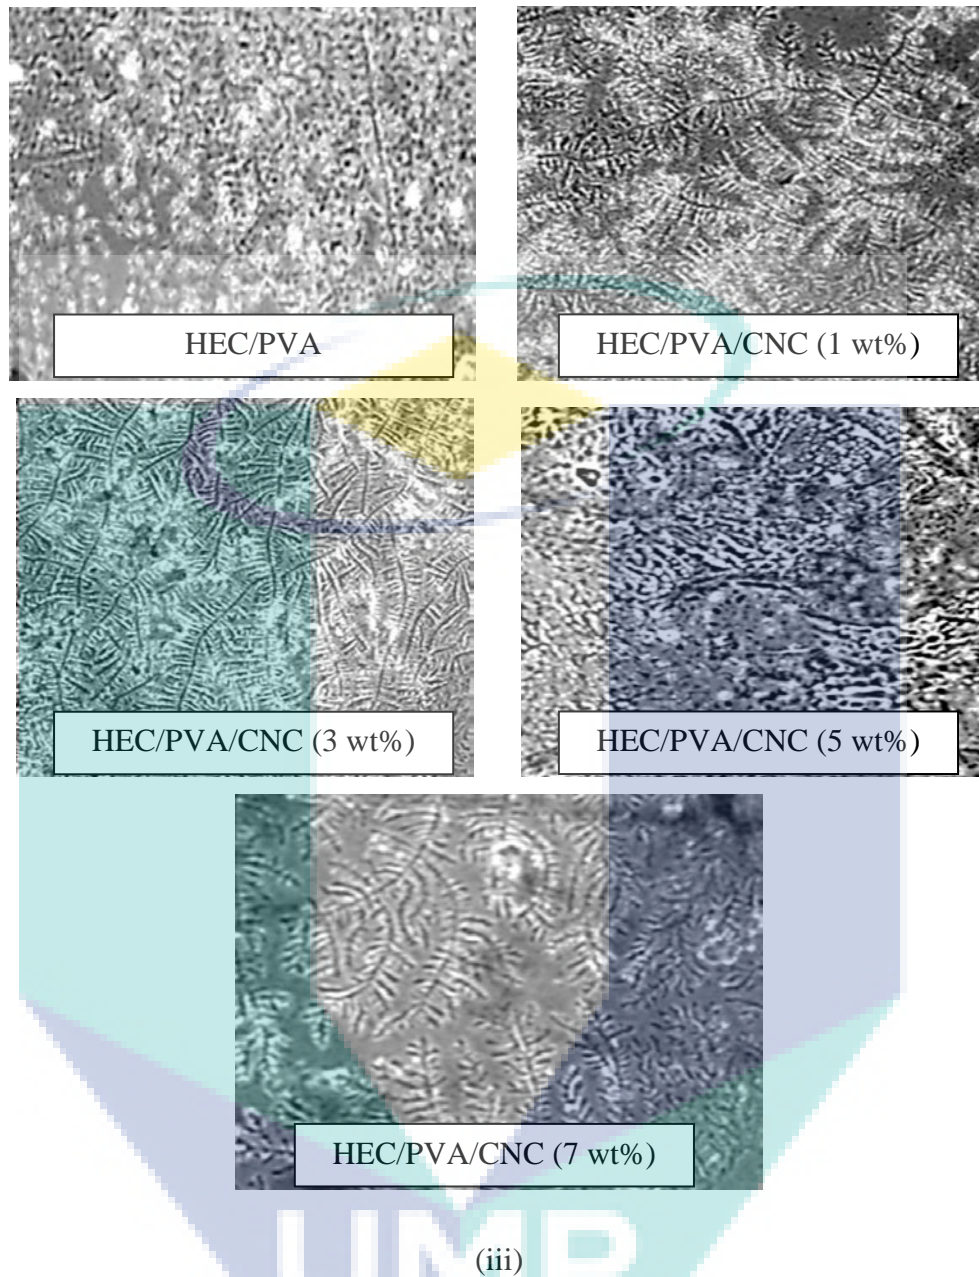 HEC/PVA
HEC/PVA/CNC (1 wt%)
HEC/PVA/CNC (3 wt%)
HEC/PVA/CNC (5 wt%)
HEC/PVA/CNC (7 wt%)
UMP
(iii)